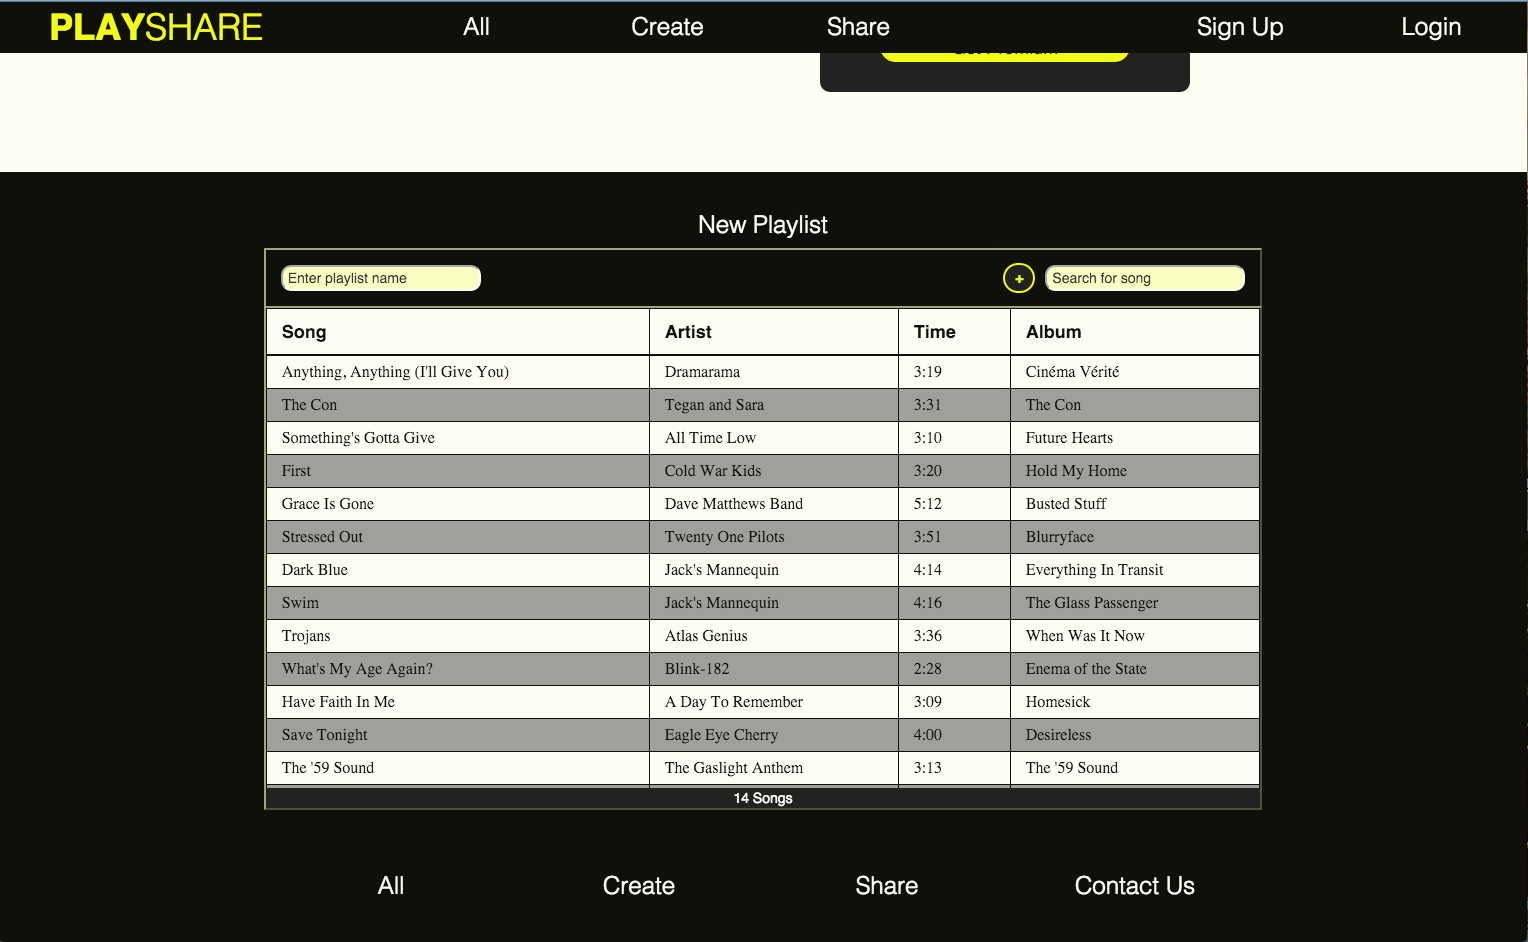 PLAYSHARE All Create Share Sign Up Login
New Playlist
Enter playlist name + Search for song
Song Artist Time Album
Anything, Anything (I'll Give You) Dramarama 3:19 Cinéma Vérité
The Con Tegan and Sara 3:31 The Con
Something's Gotta Give All Time Low 3:10 Future Hearts
First Cold War Kids 3:20 Hold My Home
Grace Is Gone Dave Matthews Band 5:12 Busted Stuff
Stressed Out Twenty One Pilots 3:51 Blurryface
Dark Blue Jack's Mannequin 4:14 Everything In Transit
Swim Jack's Mannequin 4:16 The Glass Passenger
Trojans Atlas Genius 3:36 When Was It Now
What's My Age Again? Blink-182 2:28 Enema of the State
Have Faith In Me A Day To Remember 3:09 Homesick
Save Tonight Eagle Eye Cherry 4:00 Desireless
The '59 Sound The Gaslight Anthem 3:13 The '59 Sound
14 Songs
All Create Share Contact Us